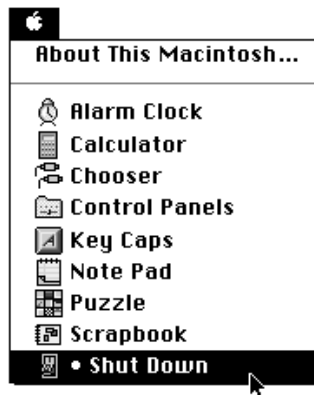 About This Macintosh...
Alarm Clock
Calculator
Chooser
Control Panels
Key Caps
Note Pad
Puzzle
Scrapbook
• Shut Down